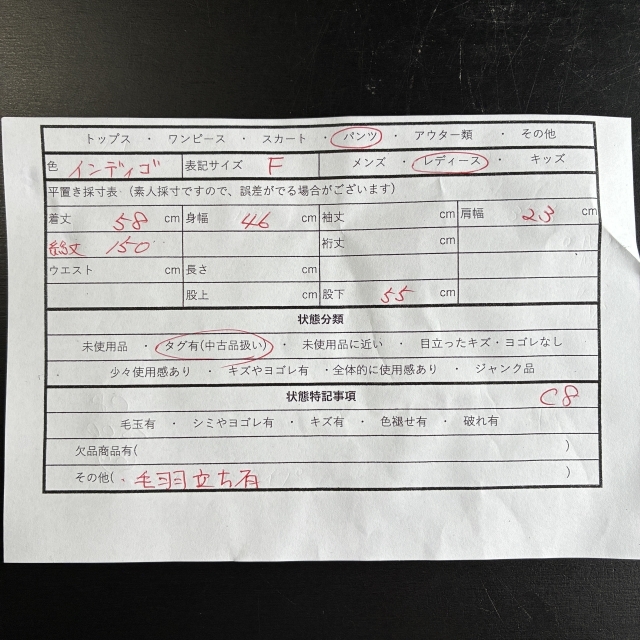 トップス ・ ワンピース ・ スカート ・ パンツ ・ アウター類 ・ その他
色 インディゴ 表記サイズ F メンズ ・ レディース ・ キッズ
平置き採寸表（素人採寸ですので、誤差がでる場合がございます）
着丈 58 cm 身幅 46 cm 袖丈 cm 肩幅 23 cm
総丈 150 裄丈 cm
ウエスト cm 長さ cm
股上 cm 股下 55 cm
状態分類
未使用品 ・ タグ有(中古品扱い) ・ 未使用品に近い ・ 目立ったキズ・ヨゴレなし
少々使用感あり ・ キズやヨゴレ有 ・全体的に使用感あり ・ ジャンク品
状態特記事項 C8
毛玉有 ・ シミやヨゴレ有 ・ キズ有 ・ 色褪せ有 ・ 破れ有
欠品商品有( )
その他( ・毛羽立ち有 )